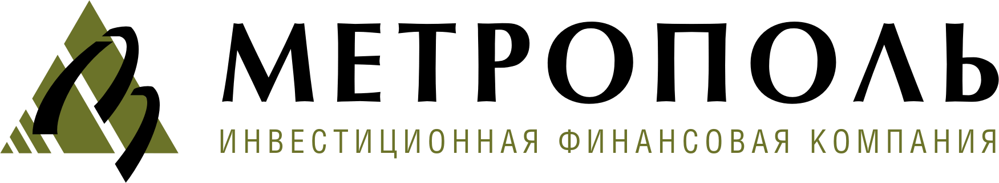 МЕТРОПОЛЬ
ИНВЕСТИЦИОННАЯ ФИНАНСОВАЯ КОМПАНИЯ